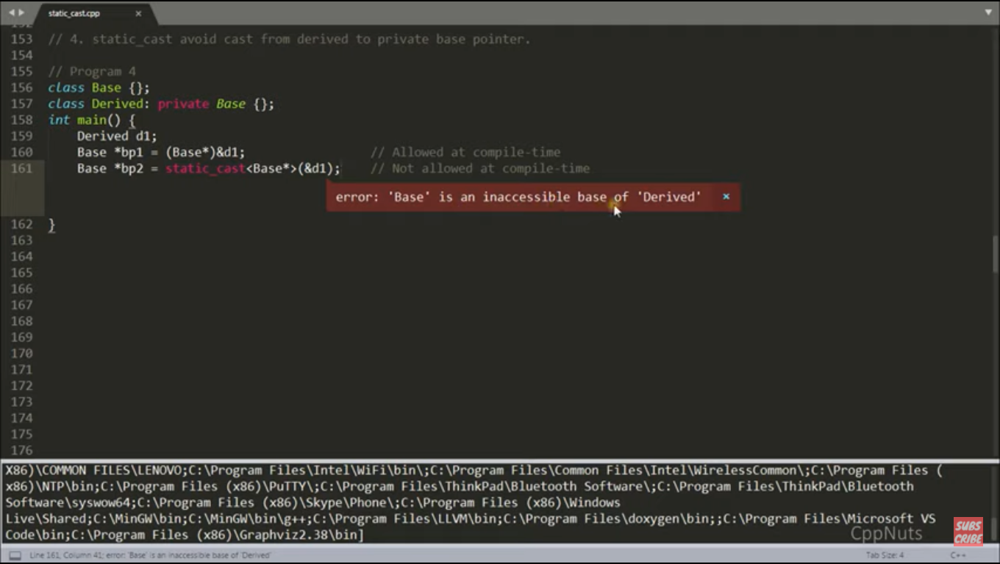 static_cast.cpp ×
152
153 // 4. static_cast avoid cast from derived to private base pointer.
154
155 // Program 4
156 class Base {};
157 class Derived: private Base {};
158 int main() {
159 Derived d1;
160 Base *bp1 = (Base*)&d1; // Allowed at compile-time
161 Base *bp2 = static_cast<Base*>(&d1); // Not allowed at compile-time
error: 'Base' is an inaccessible base of 'Derived' ×
162 }
163
164
165
166
167
168
169
170
171
172
173
174
175
176
X86)\COMMON FILES\LENOVO;C:\Program Files\Intel\WiFi\bin\;C:\Program Files\Common Files\Intel\WirelessCommon\;C:\Program Files (
x86)\NTP\bin;C:\Program Files (x86)\PuTTY\;C:\Program Files\ThinkPad\Bluetooth Software\;C:\Program Files\ThinkPad\Bluetooth
Software\syswow64;C:\Program Files (x86)\Skype\Phone\;C:\Program Files (x86)\Windows
Live\Shared;C:\MinGW\bin;C:\MinGW\bin\g++;C:\Program Files\LLVM\bin;C:\Program Files\doxygen\bin;;C:\Program Files\Microsoft VS
Code\bin;C:\Program Files (x86)\Graphviz2.38\bin]
CppNuts
SUBS
CRIBE
Line 161, Column 41; error: 'Base' is an inaccessible base of 'Derived' Tab Size: 4 C++